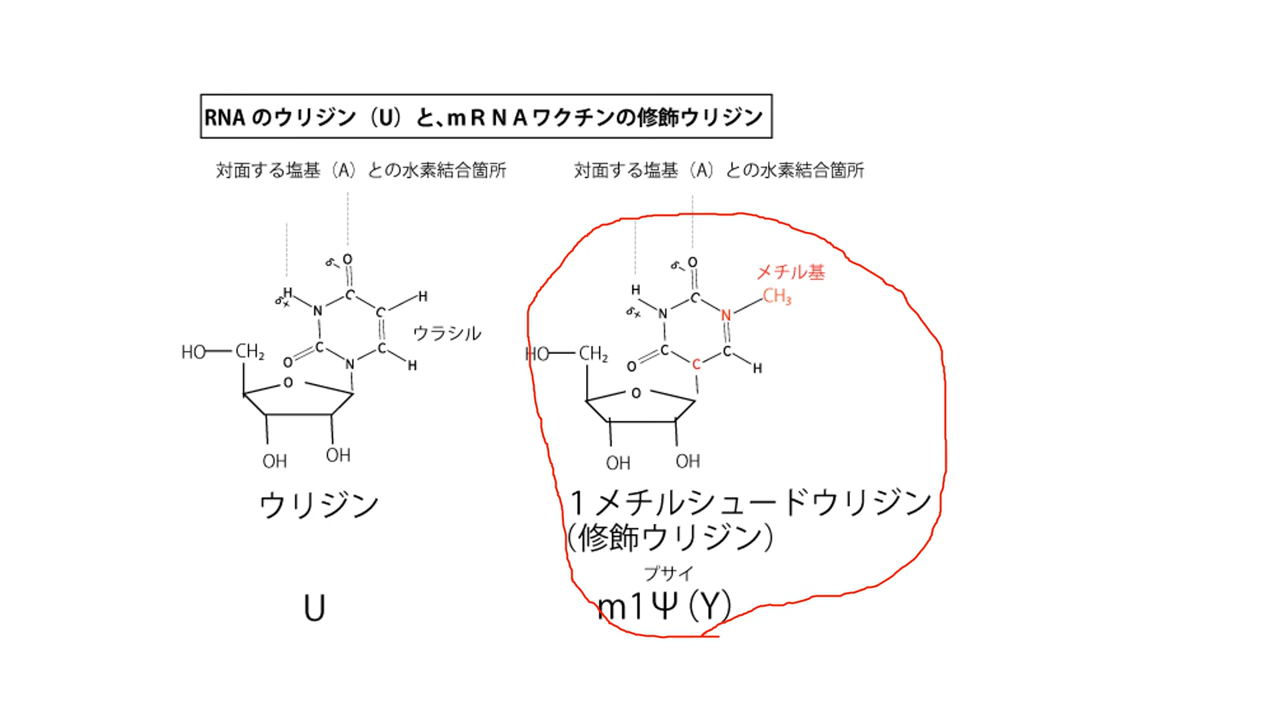 RNAのウリジン（U）と、mRNAワクチンの修飾ウリジン
対面する塩基（A）との水素結合箇所
対面する塩基（A）との水素結合箇所
δ- O
H
δ+
N
C
C
H
O
C
N
C
H
ウラシル
HO CH₂
O
OH
OH
δ- O
メチル基
H
δ+
N
C
N
CH₃
O
C
C
C
H
HO CH₂
O
OH
OH
ウリジン
１メチルシュードウリジン
（修飾ウリジン）
プサイ
U
m1Ψ（Y）